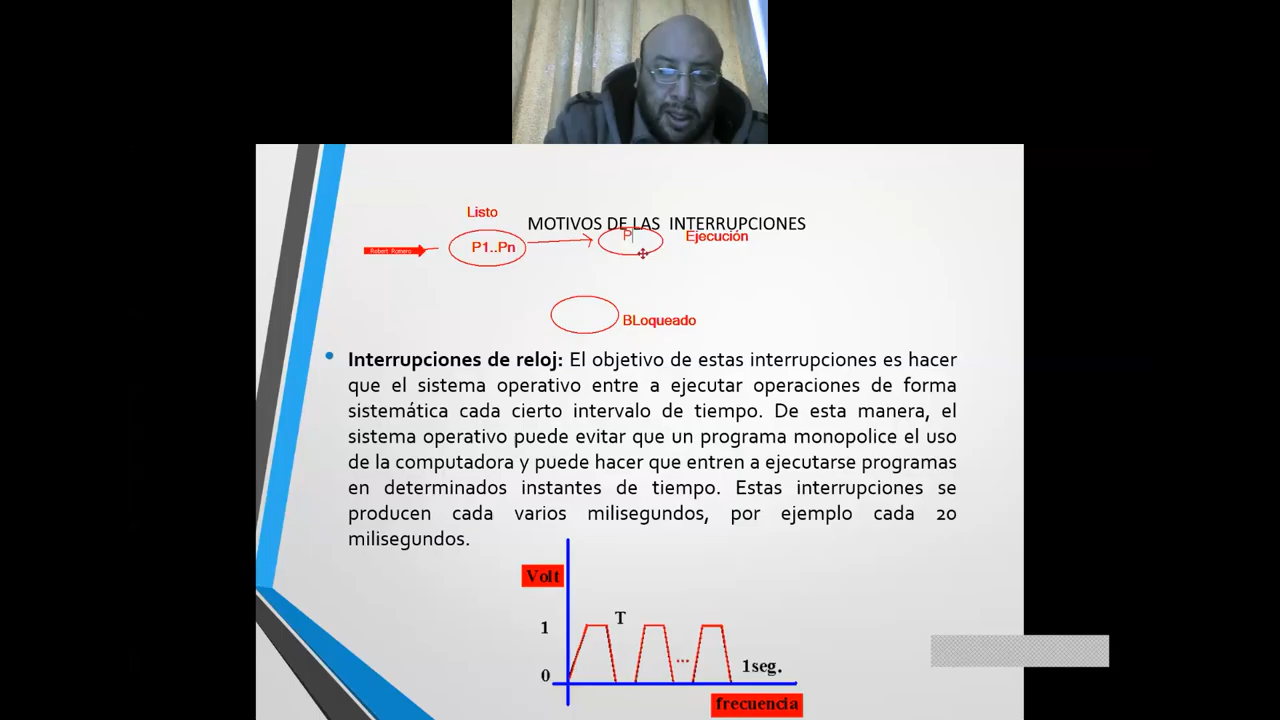 Listo
MOTIVOS DE LAS INTERRUPCIONES
P
Ejecución
Robert Romero
P1..Pn
BLoqueado
• Interrupciones de reloj: El objetivo de estas interrupciones es hacer
que el sistema operativo entre a ejecutar operaciones de forma
sistemática cada cierto intervalo de tiempo. De esta manera, el
sistema operativo puede evitar que un programa monopolice el uso
de la computadora y puede hacer que entren a ejecutarse programas
en determinados instantes de tiempo. Estas interrupciones se
producen cada varios milisegundos, por ejemplo cada 20
milisegundos.
Volt
T
1
...
1seg.
0
frecuencia